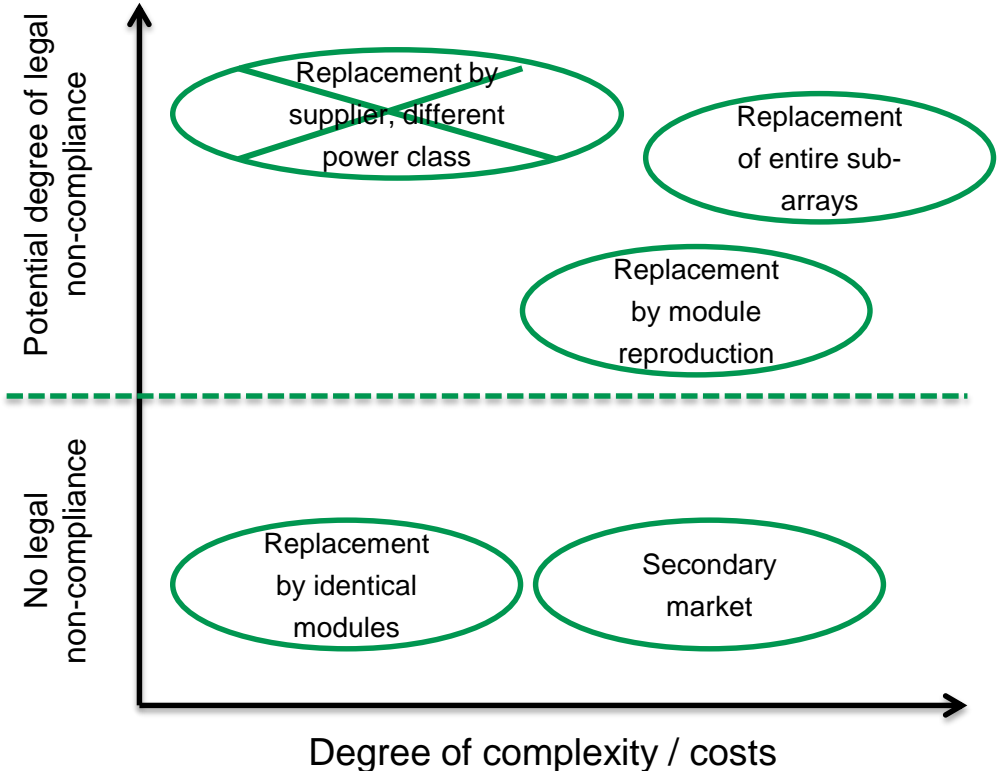 Potential degree of legal
non-compliance
Replacement by
supplier, different
power class
Replacement
of entire sub-
arrays
Replacement
by module
reproduction
No legal
non-compliance
Replacement
by identical
modules
Secondary
market
Degree of complexity / costs